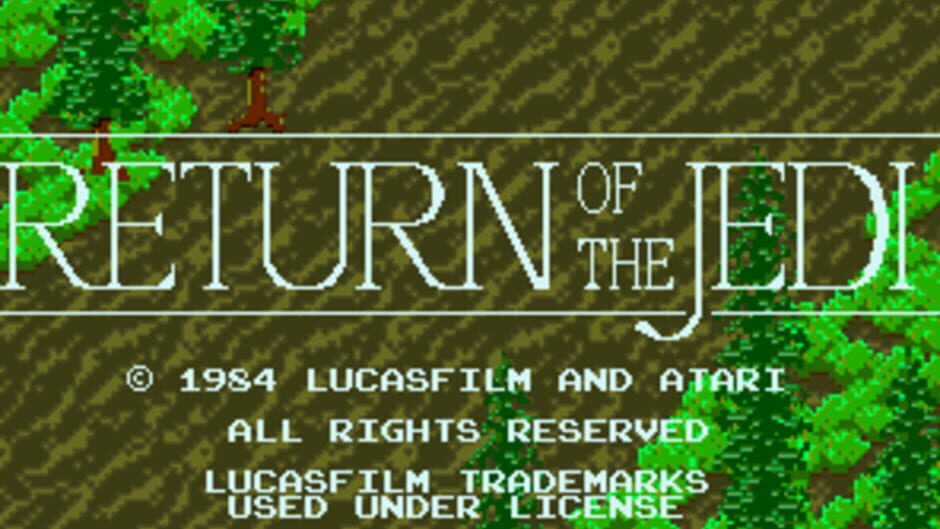 RETURN OF THE JEDI
© 1984 LUCASFILM AND ATARI
ALL RIGHTS RESERVED
LUCASFILM TRADEMARKS
USED UNDER LICENSE